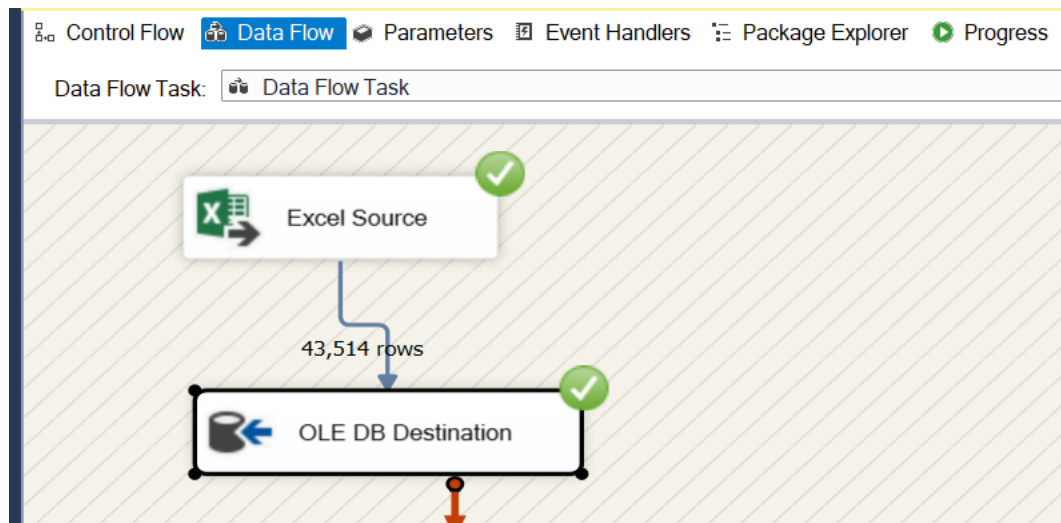 Control Flow Data Flow Parameters Event Handlers Package Explorer Progress
Data Flow Task: Data Flow Task
Excel Source
43,514 rows
OLE DB Destination